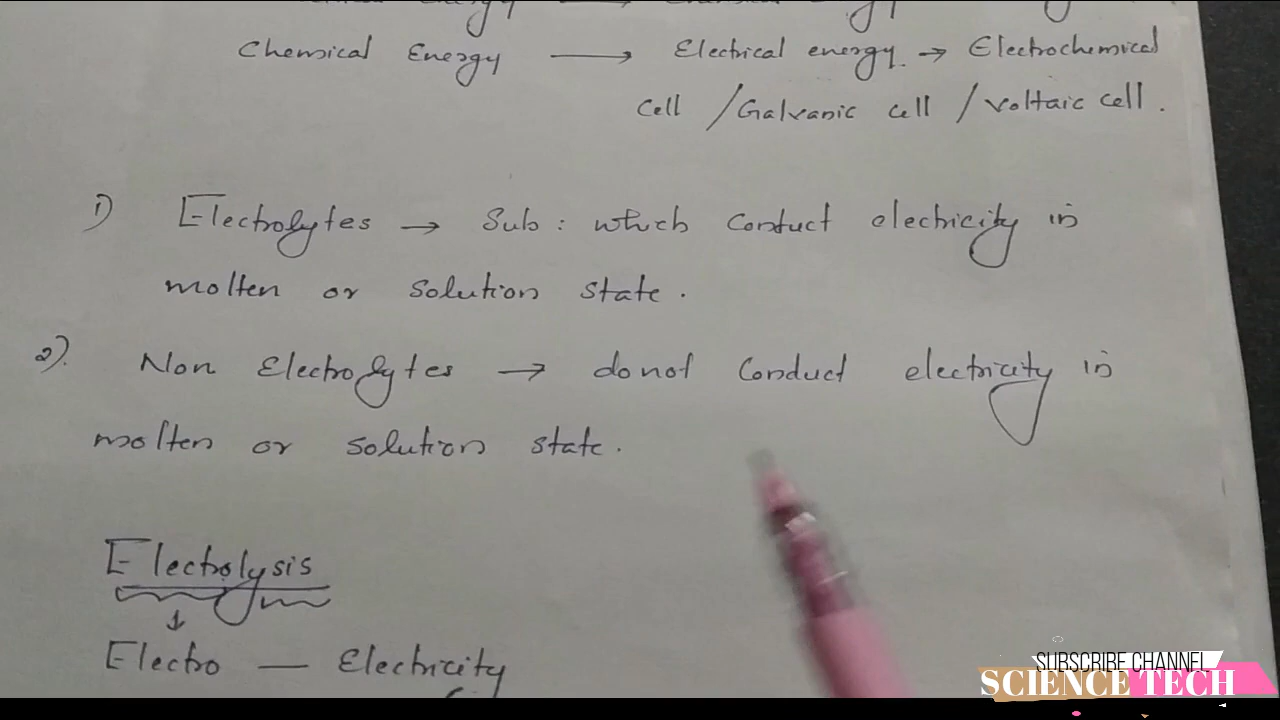 Chemical Energy → Electrical energy. → Electrochemical
Cell / Galvanic cell / Voltaic cell.
1) Electrolytes → Sub: which conduct electricity in
molten or solution state.
2). Non Electrolytes → do not conduct electricity in
molten or solution state.
Electrolysis
↓
Electro — Electricity
SUBSCRIBE CHANNEL
SCIENCE TECH